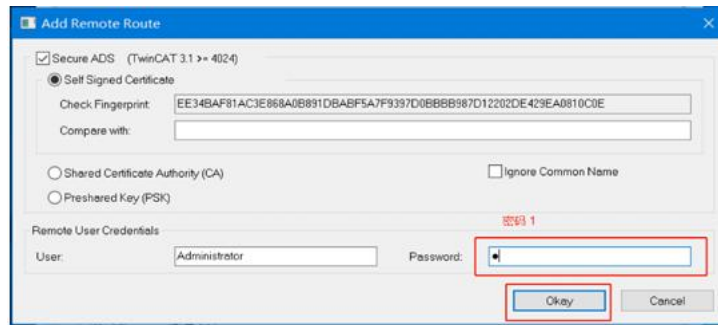 Add Remote Route
Secure ADS (TwinCAT 3.1 >= 4024)
Self Signed Certificate
Check Fingerprint: EE34BAF81AC3E868A0B891DBABF5A7F9397D0BBBB987D12202DE429EA0810C0E
Compare with:
Shared Certificate Authority (CA) Ignore Common Name
Preshared Key (PSK)
密码 1
Remote User Credentials
User: Administrator Password: ●
Okay Cancel